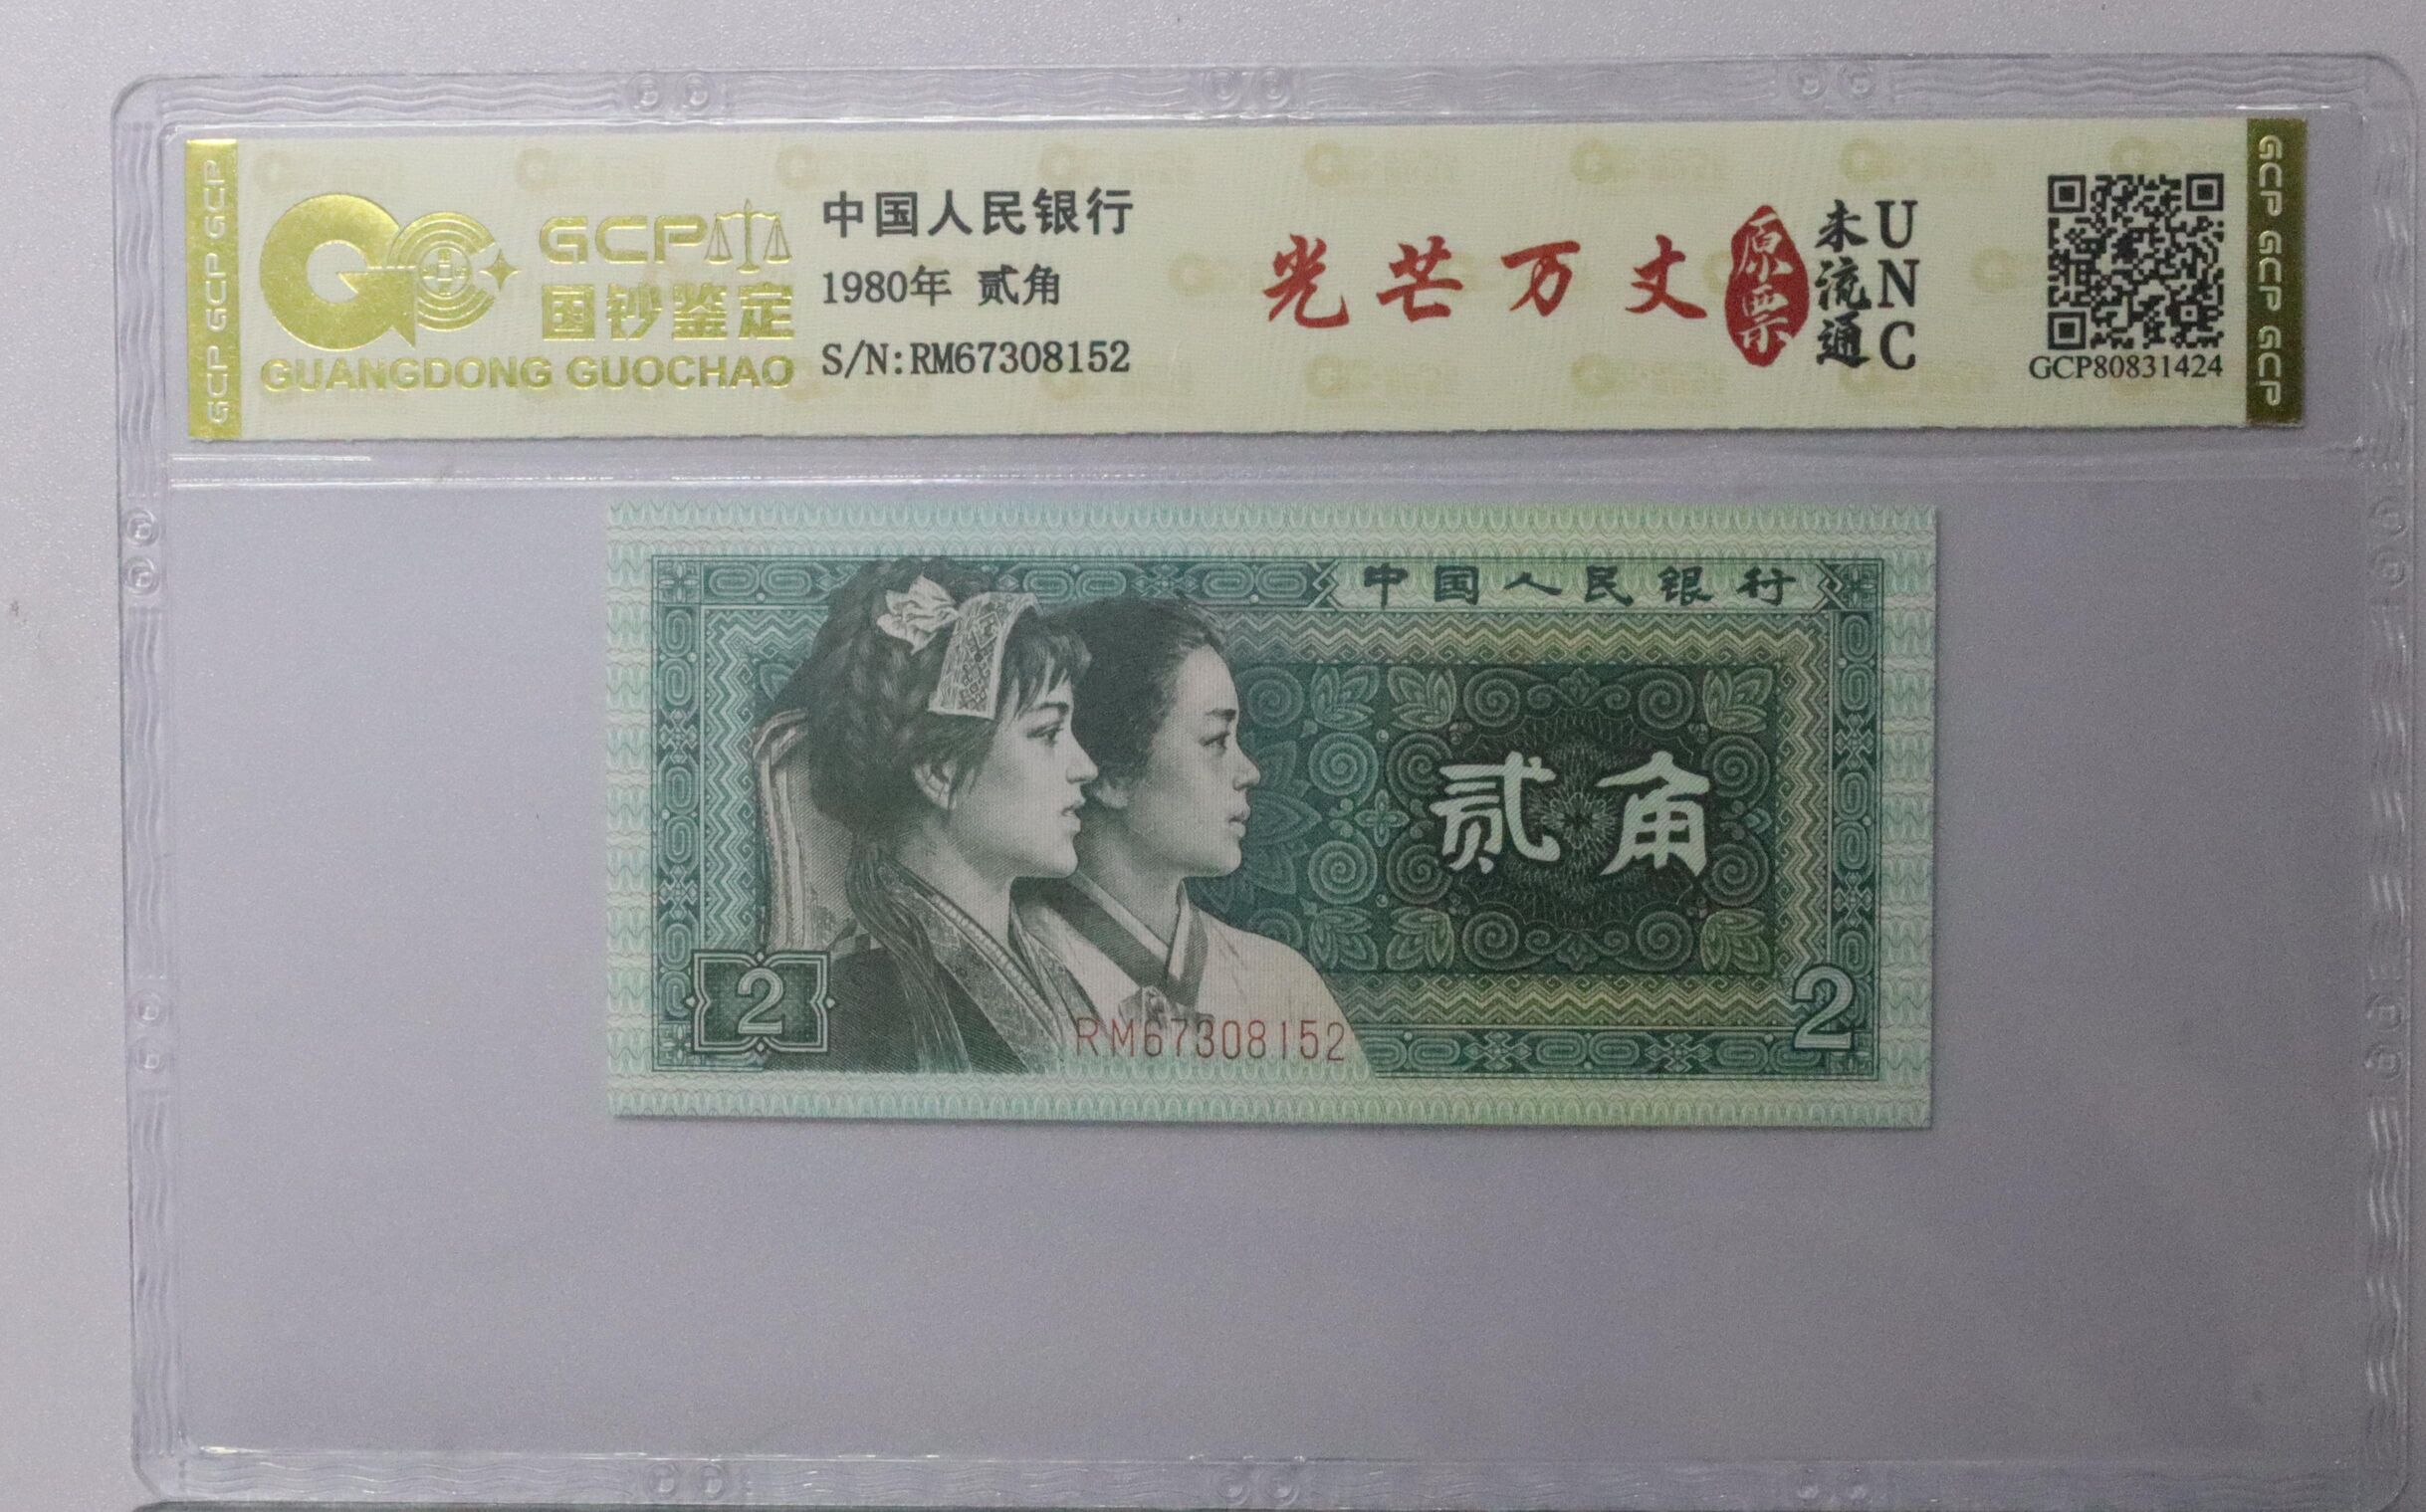 GCP GCP GCP
GCP
国钞鉴定
GUANGDONG GUOCHAO
中国人民银行
1980年 贰角
S/N:RM67308152
光芒万丈
原票
未流通
UNC
GCP80831424
GCP GCP GCP
中国人民银行
贰角
2
2
RM67308152